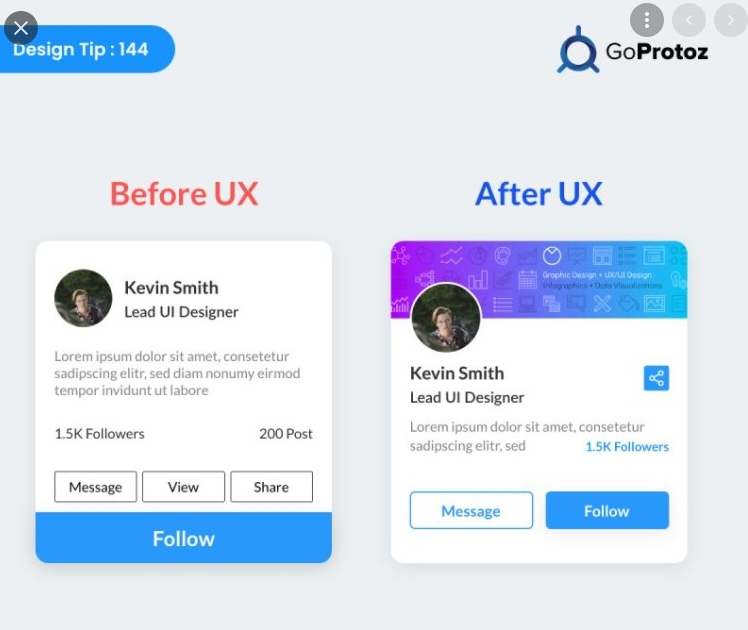 Design Tip : 144
GoProtoz
Before UX
After UX
Kevin Smith
Lead UI Designer
Lorem ipsum dolor sit amet, consetetur
sadipscing elitr, sed diam nonumy eirmod
tempor invidunt ut labore
1.5K Followers
200 Post
Message
View
Share
Follow
Graphic Design + UX/UI Design
Infographics + Data Visualizations
Kevin Smith
Lead UI Designer
Lorem ipsum dolor sit amet, consetetur
sadipscing elitr, sed
1.5K Followers
Message
Follow